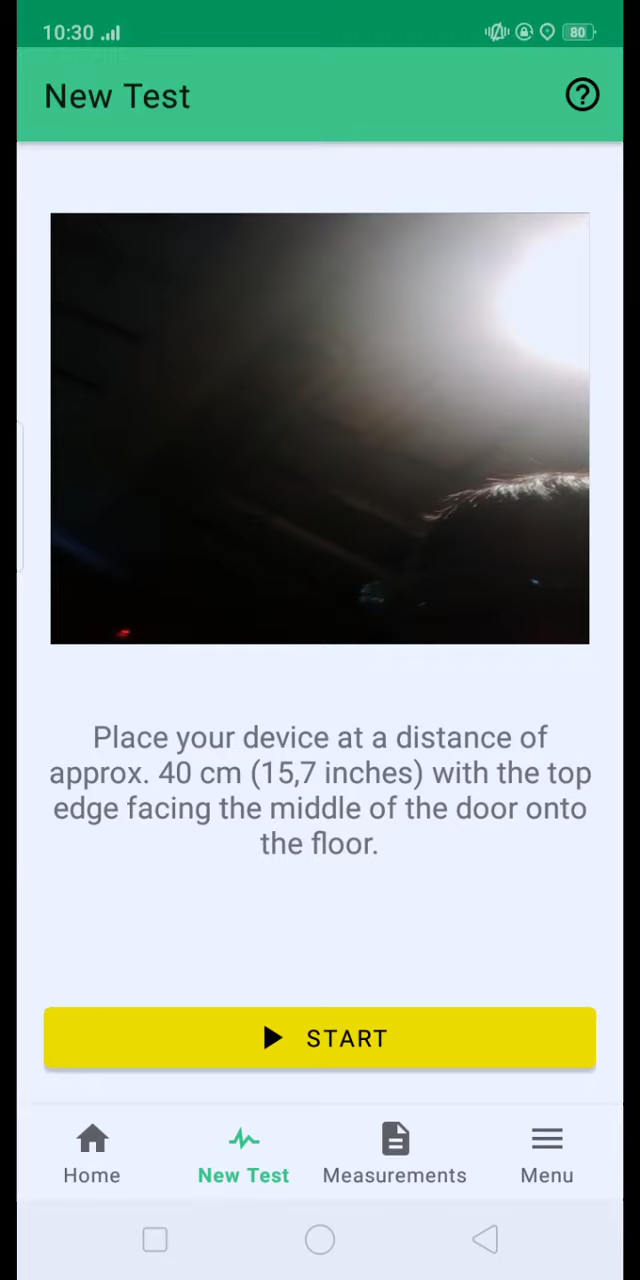 10:30
80
New Test
Place your device at a distance of
approx. 40 cm (15,7 inches) with the top
edge facing the middle of the door onto
the floor.
START
Home
New Test
Measurements
Menu